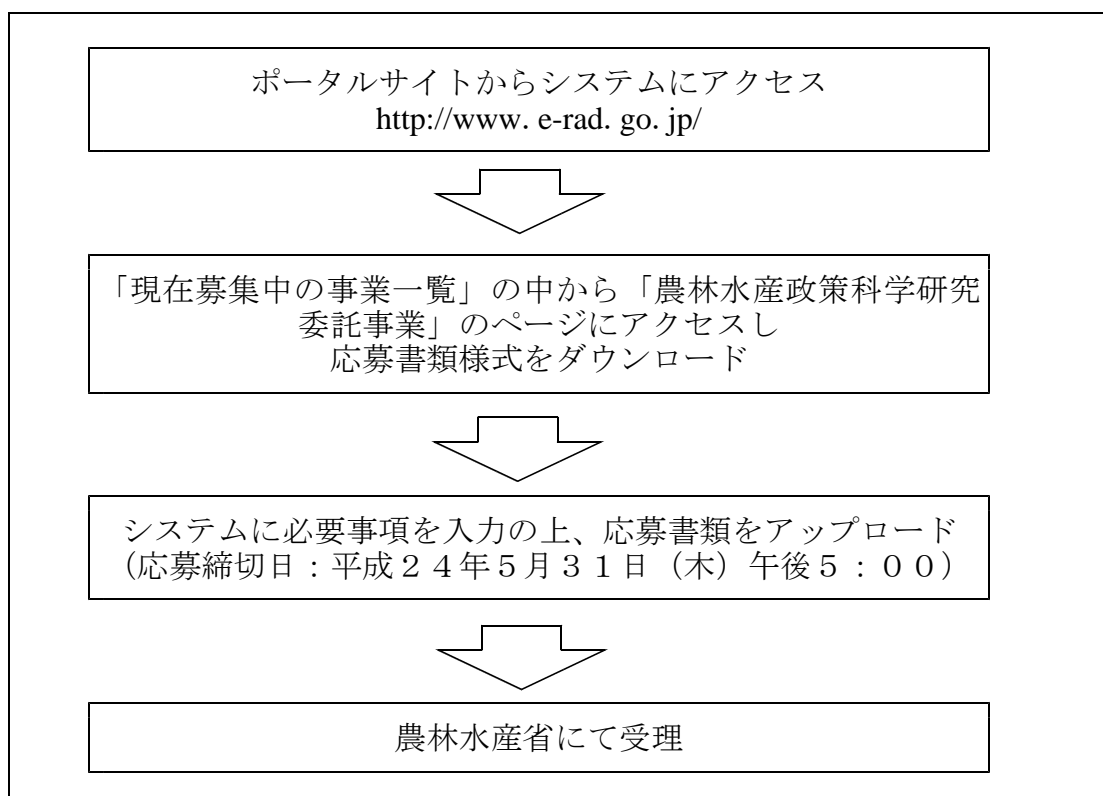 ポータルサイトからシステムにアクセス
http://www. e-rad. go. jp/
「現在募集中の事業一覧」の中から「農林水産政策科学研究
委託事業」のページにアクセスし
応募書類様式をダウンロード
システムに必要事項を入力の上、応募書類をアップロード
(応募締切日：平成２４年５月３１日（木）午後５：００)
農林水産省にて受理